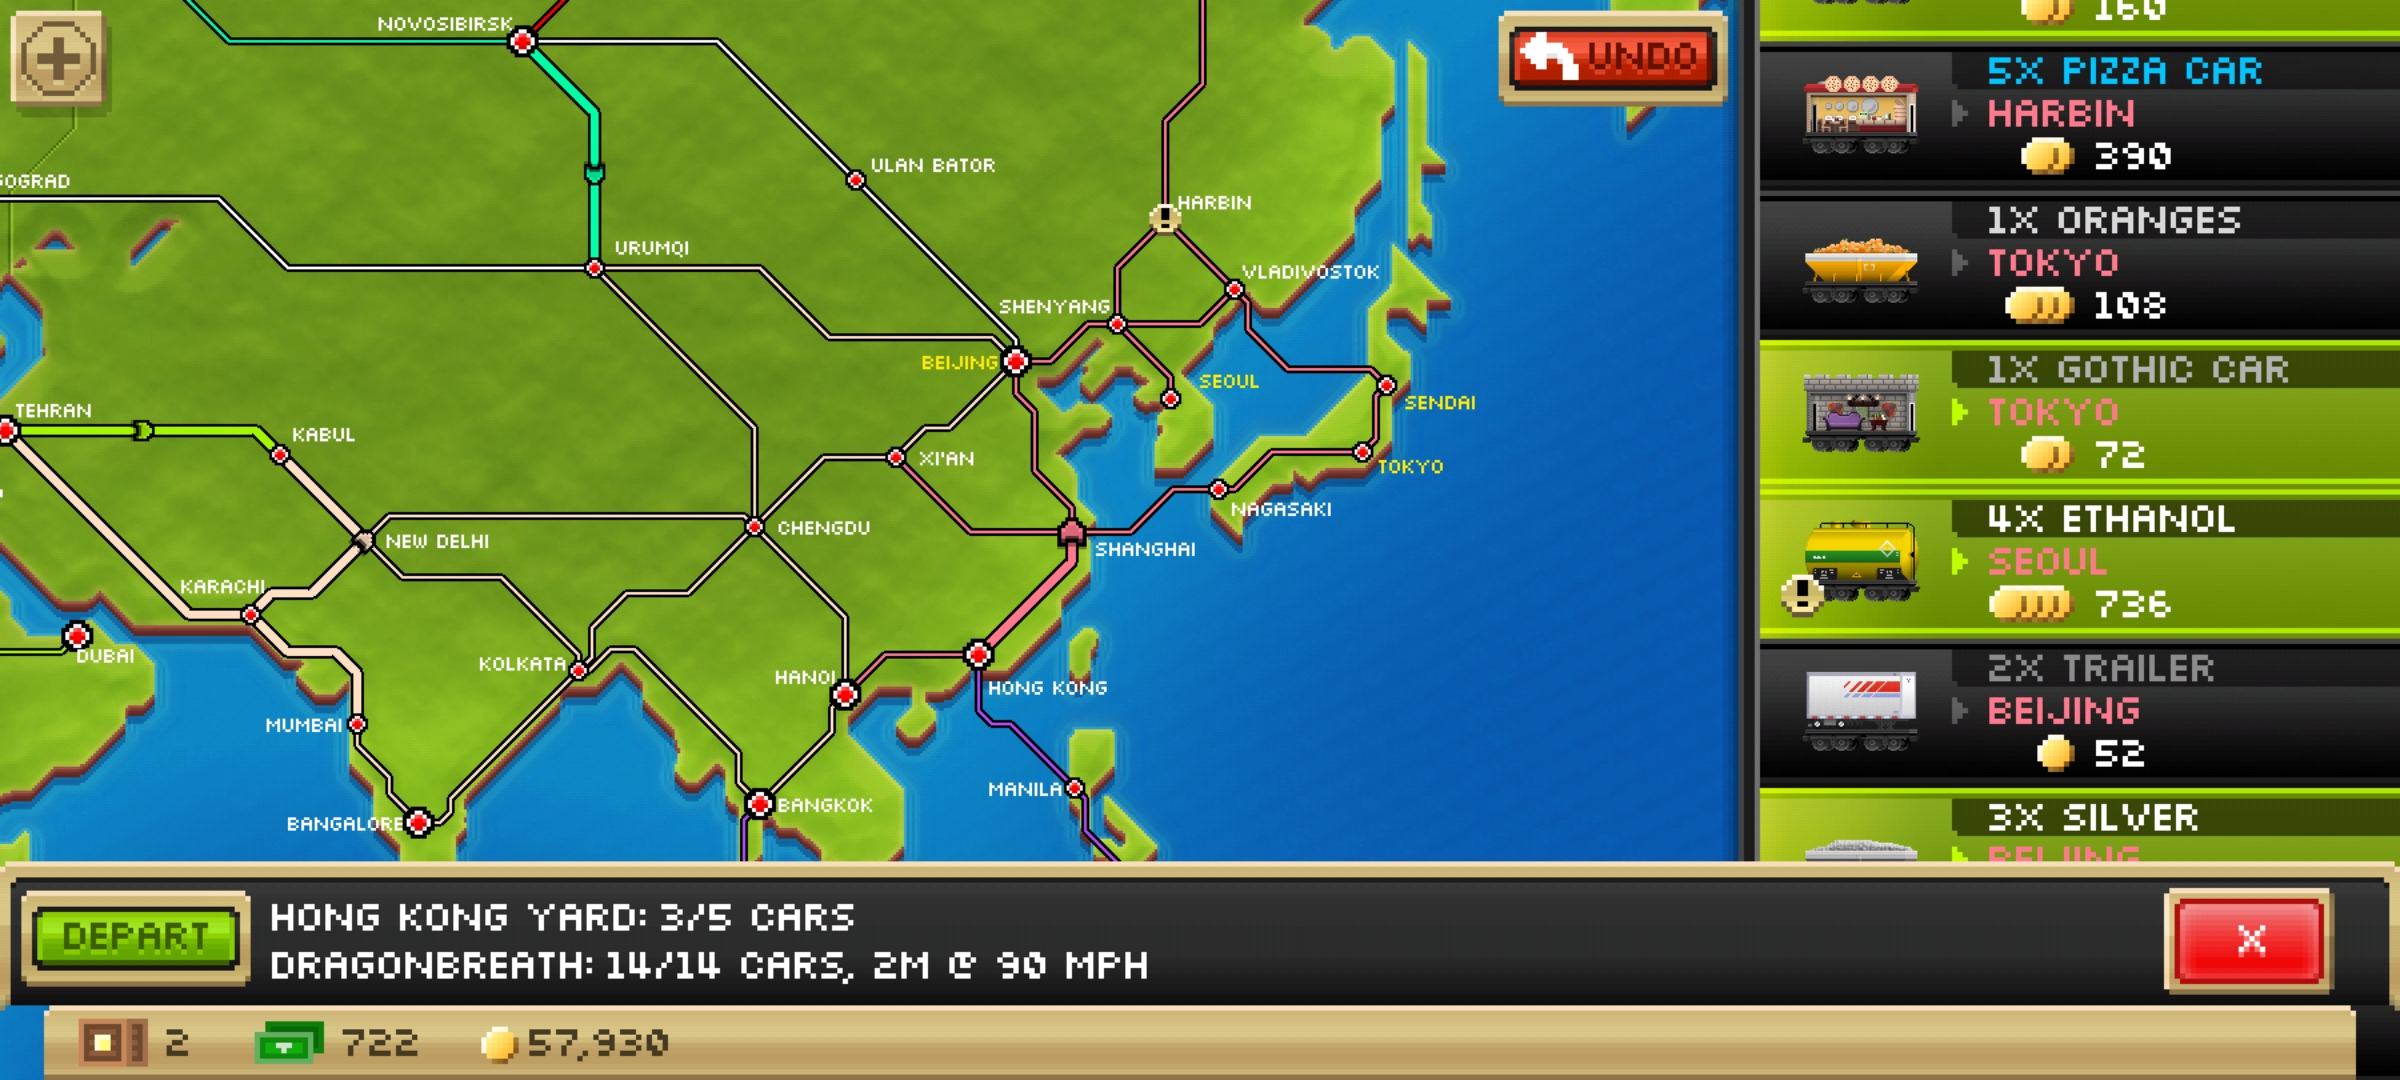 NOVOSIBIRSK
UNDO
160
5X PIZZA CAR
HARBIN
390
ULAN BATOR
OGRAD
HARBIN
1X ORANGES
TOKYO
108
URUMQI
VLADIVOSTOK
SHENYANG
BEIJING
SEOUL
SENDAI
1X GOTHIC CAR
TOKYO
72
TEHRAN
KABUL
XI'AN
TOKYO
NAGASAKI
NEW DELHI
CHENGDU
SHANGHAI
4X ETHANOL
SEOUL
736
KARACHI
DUBAI
KOLKATA
HANOI
HONG KONG
2X TRAILER
BEIJING
52
MUMBAI
MANILA
BANGKOK
BANGALORE
3X SILVER
BEIJING
DEPART
HONG KONG YARD: 3/5 CARS
DRAGONBREATH: 14/14 CARS, 2M @ 90 MPH
X
2
722
57,930